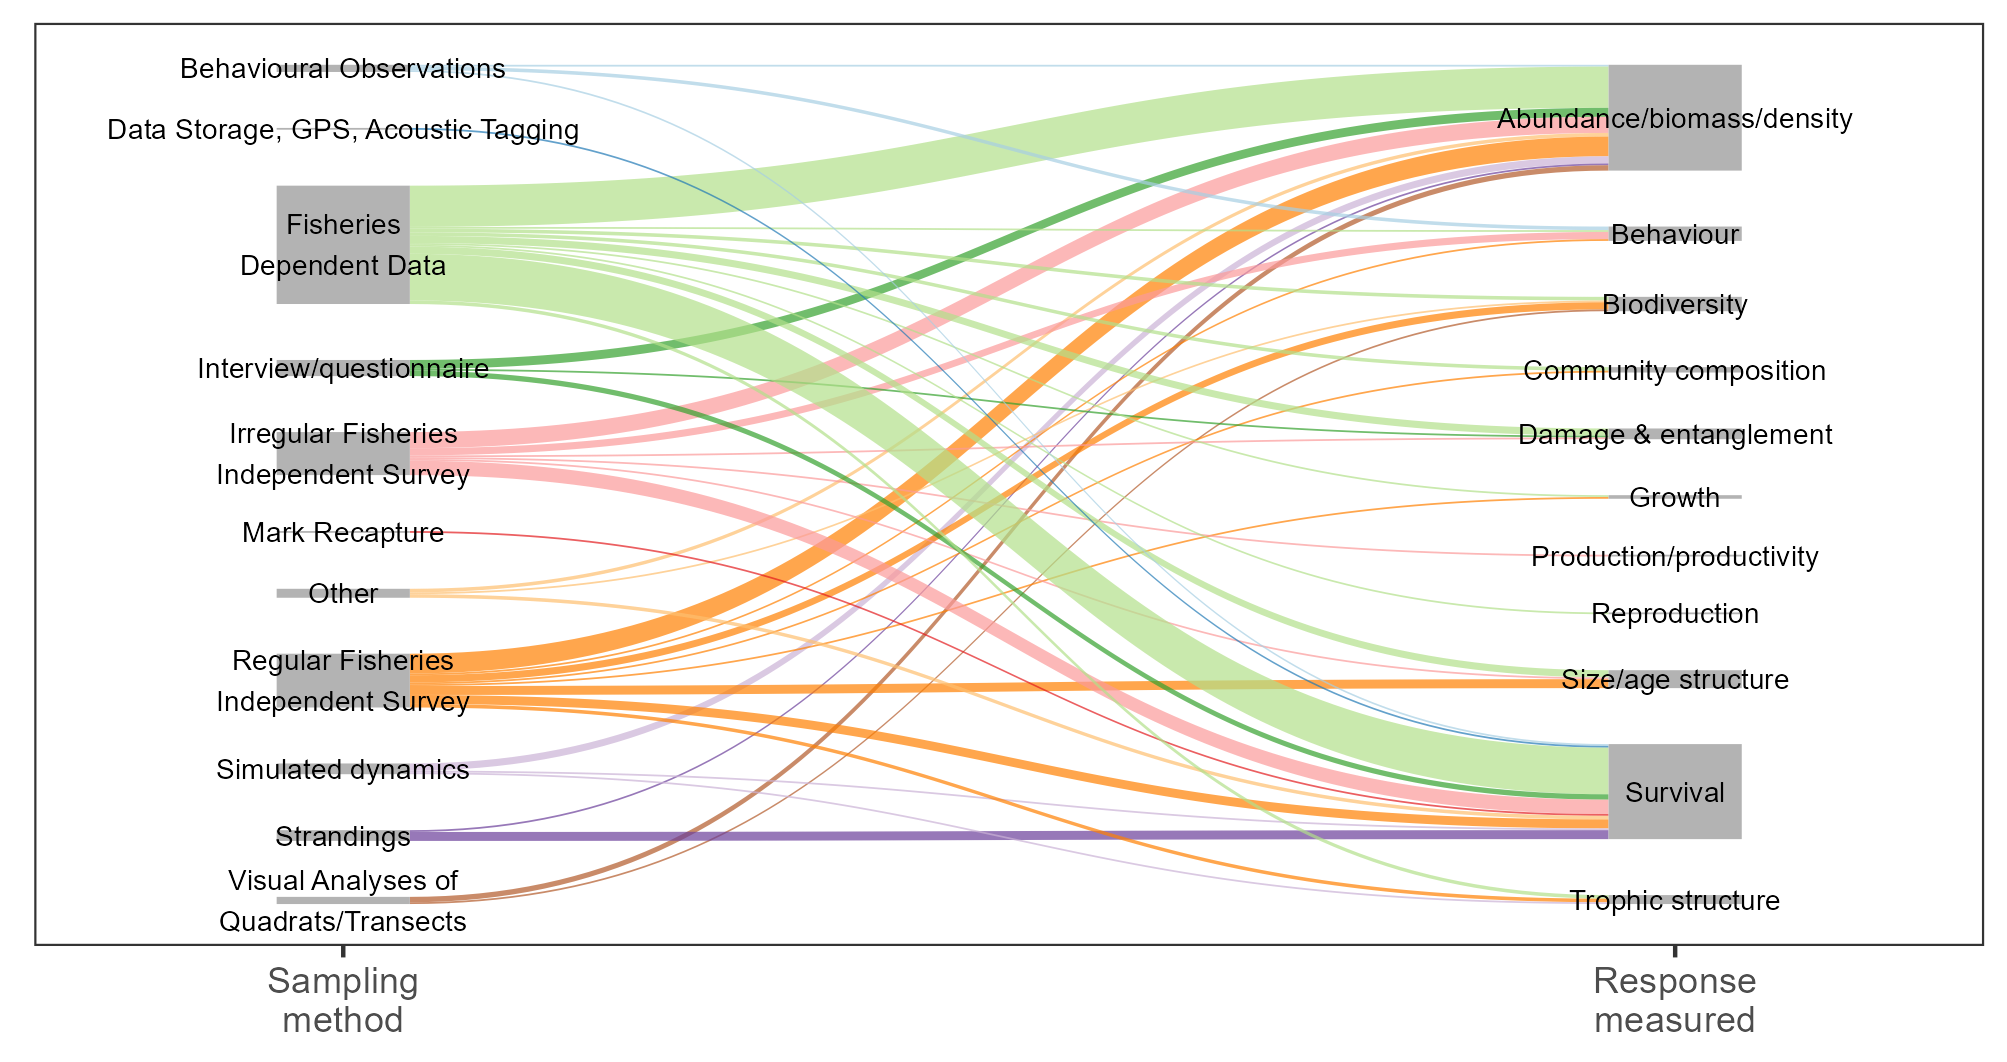 Behavioural Observations
Data Storage, GPS, Acoustic Tagging
Fisheries
Dependent Data
Interview/questionnaire
Irregular Fisheries
Independent Survey
Mark Recapture
Other
Regular Fisheries
Independent Survey
Simulated dynamics
Strandings
Visual Analyses of
Quadrats/Transects
Abundance/biomass/density
Behaviour
Biodiversity
Community composition
Damage & entanglement
Growth
Production/productivity
Reproduction
Size/age structure
Survival
Trophic structure
Sampling
method
Response
measured